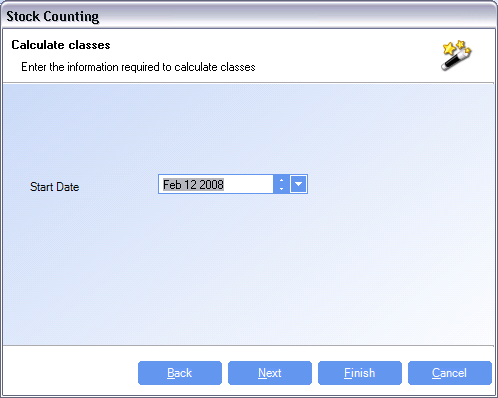 Stock Counting
Calculate classes
Enter the information required to calculate classes
Start Date Feb 12 2008
Back Next Finish Cancel